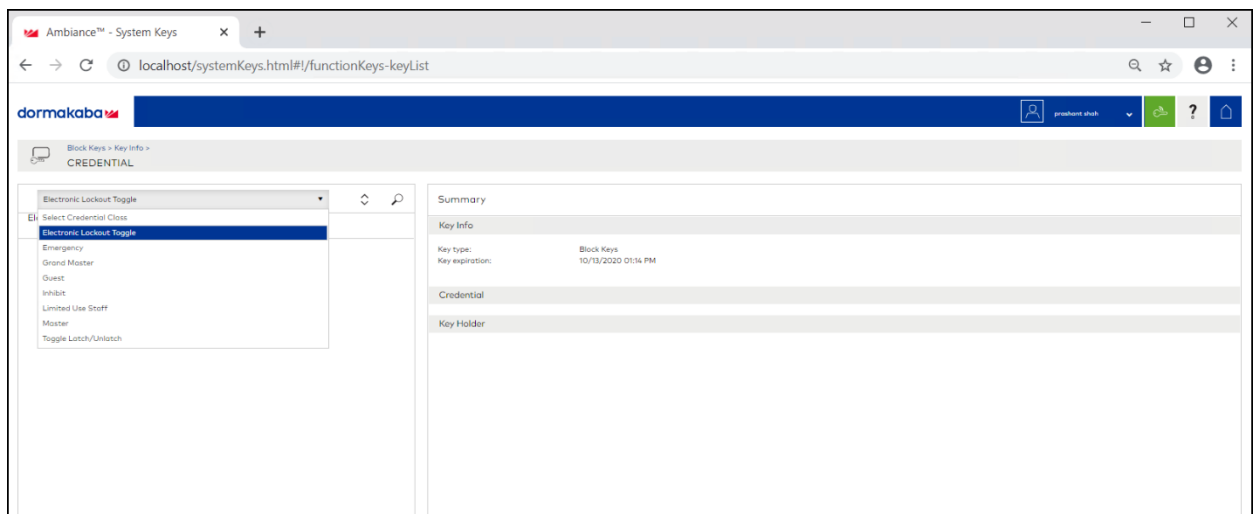 Ambiance™ - System Keys
localhost/systemKeys.html#!/functionKeys-keyList
dormakaba
prashant shah
?
Block Keys > Key Info >
CREDENTIAL
Electronic Lockout Toggle
Select Credential Class
Electronic Lockout Toggle
Emergency
Grand Master
Guest
Inhibit
Limited Use Staff
Master
Toggle Latch/Unlatch
Summary
Key Info
Key type: Block Keys
Key expiration: 10/13/2020 01:14 PM
Credential
Key Holder